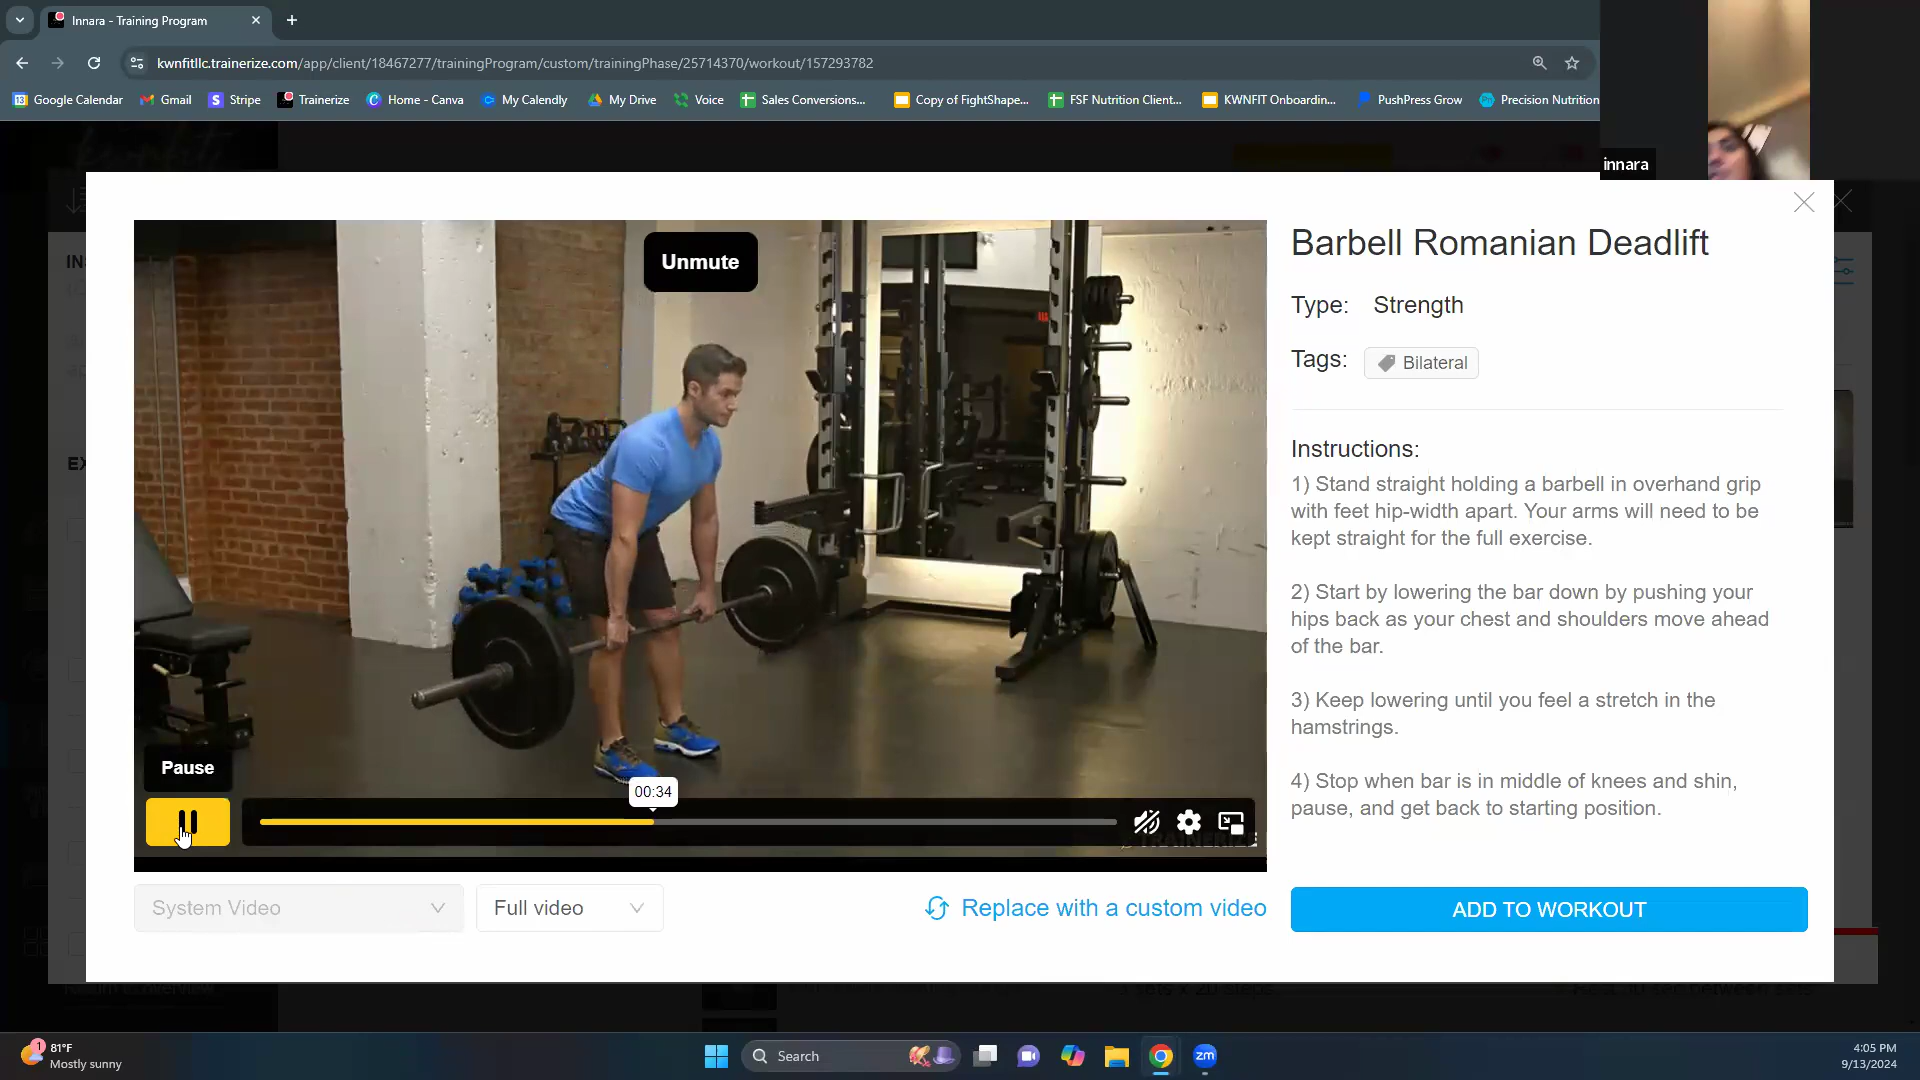 Innara - Training Program
kwnfitllc.trainerize.com/app/client/18467277/trainingProgram/custom/trainingPhase/25714370/workout/157293782
Google Calendar
Gmail
Stripe
Trainerize
Home - Canva
My Calendly
My Drive
Voice
Sales Conversions...
Copy of FightShape...
FSF Nutrition Client...
KWNFIT Onboardin...
PushPress Grow
Precision Nutrition
innara
Unmute
Barbell Romanian Deadlift
Type: Strength
Tags: Bilateral
Instructions:
1) Stand straight holding a barbell in overhand grip
with feet hip-width apart. Your arms will need to be
kept straight for the full exercise.
2) Start by lowering the bar down by pushing your
hips back as your chest and shoulders move ahead
of the bar.
3) Keep lowering until you feel a stretch in the
hamstrings.
4) Stop when bar is in middle of knees and shin,
pause, and get back to starting position.
Pause
00:34
TRAINERIZE
System Video
Full video
Replace with a custom video
ADD TO WORKOUT
81°F
Mostly sunny
Search
zm
4:05 PM
9/13/2024